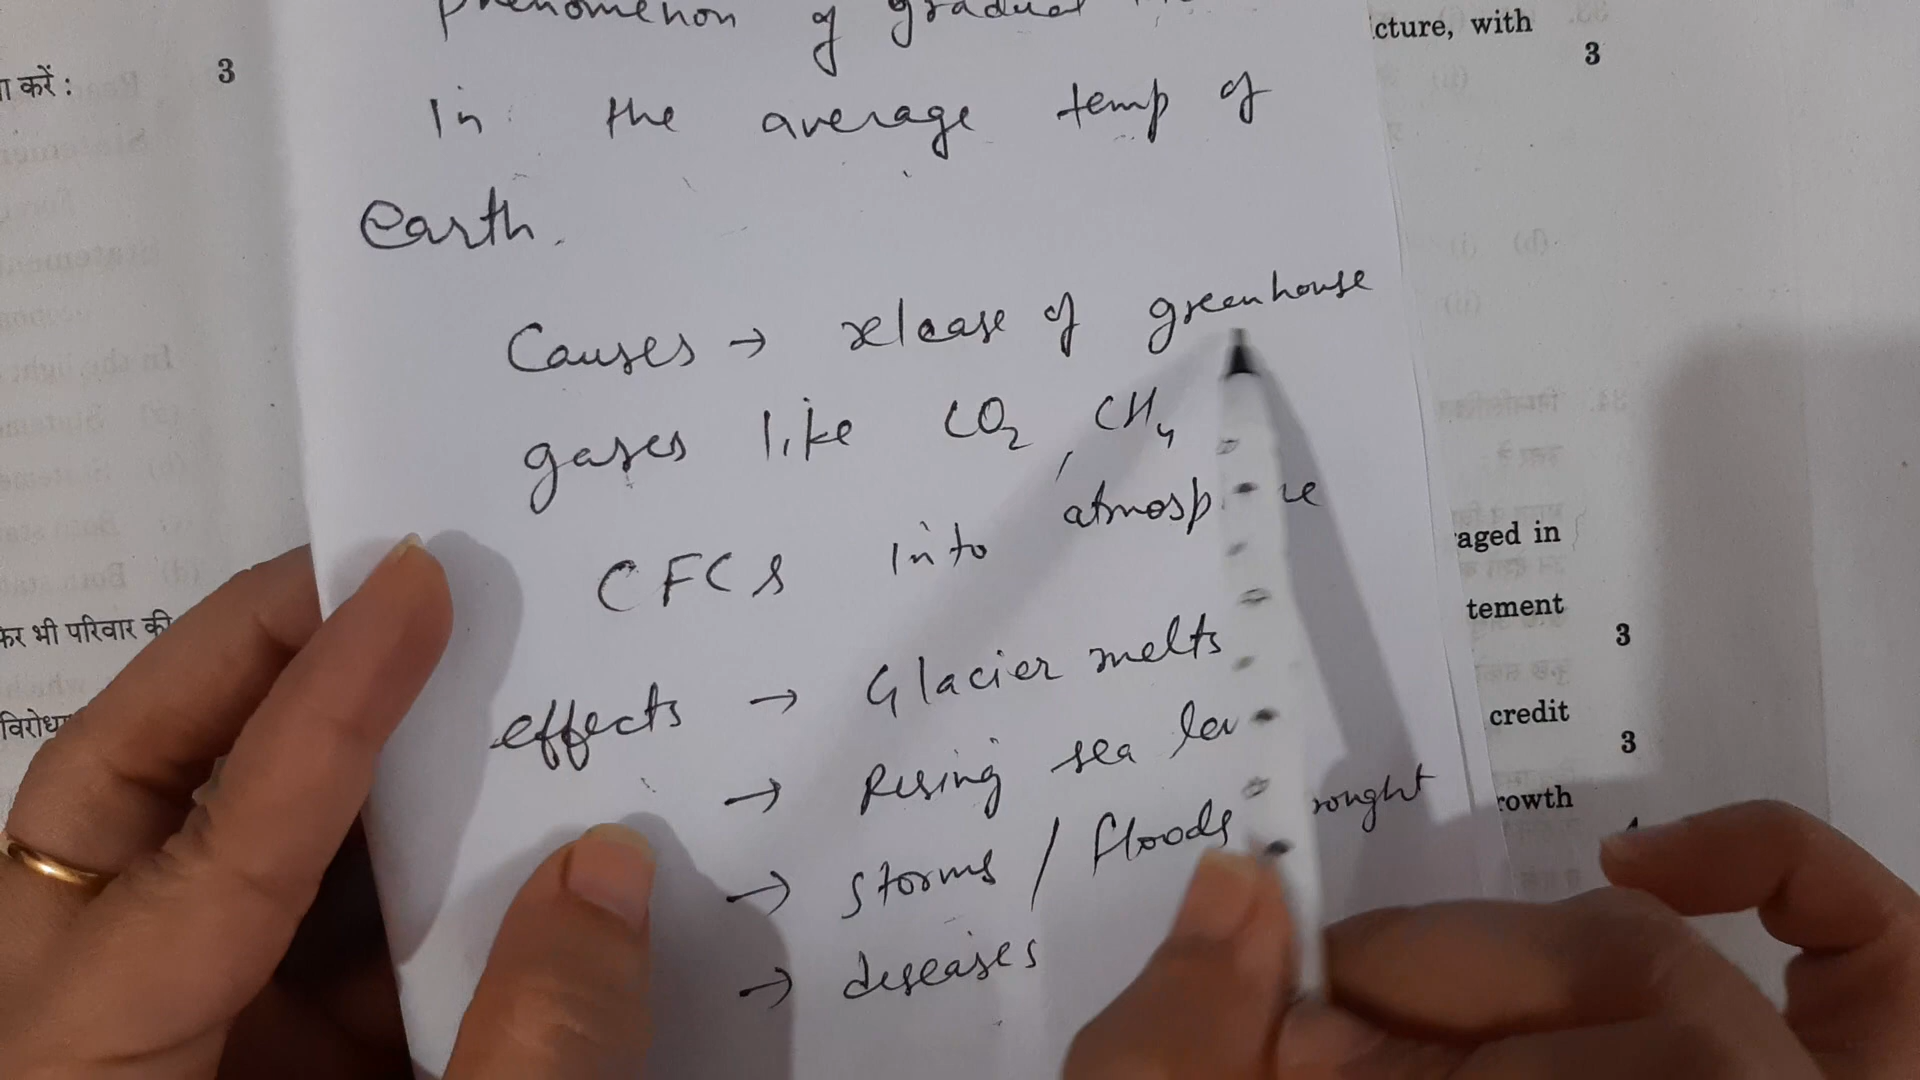 phenomenon of gradual
in the average temp of
earth.
Causes → release of greenhouse
gases like CO2, CH4
CFCs into atmosp re
effects → Glacier melts
→ Rising sea lev
→ storms / floods rought
→ diseases
ा करें :
3
फिर भी परिवार की
विरोधा
cture, with
3
aged in
tement
3
credit
3
rowth